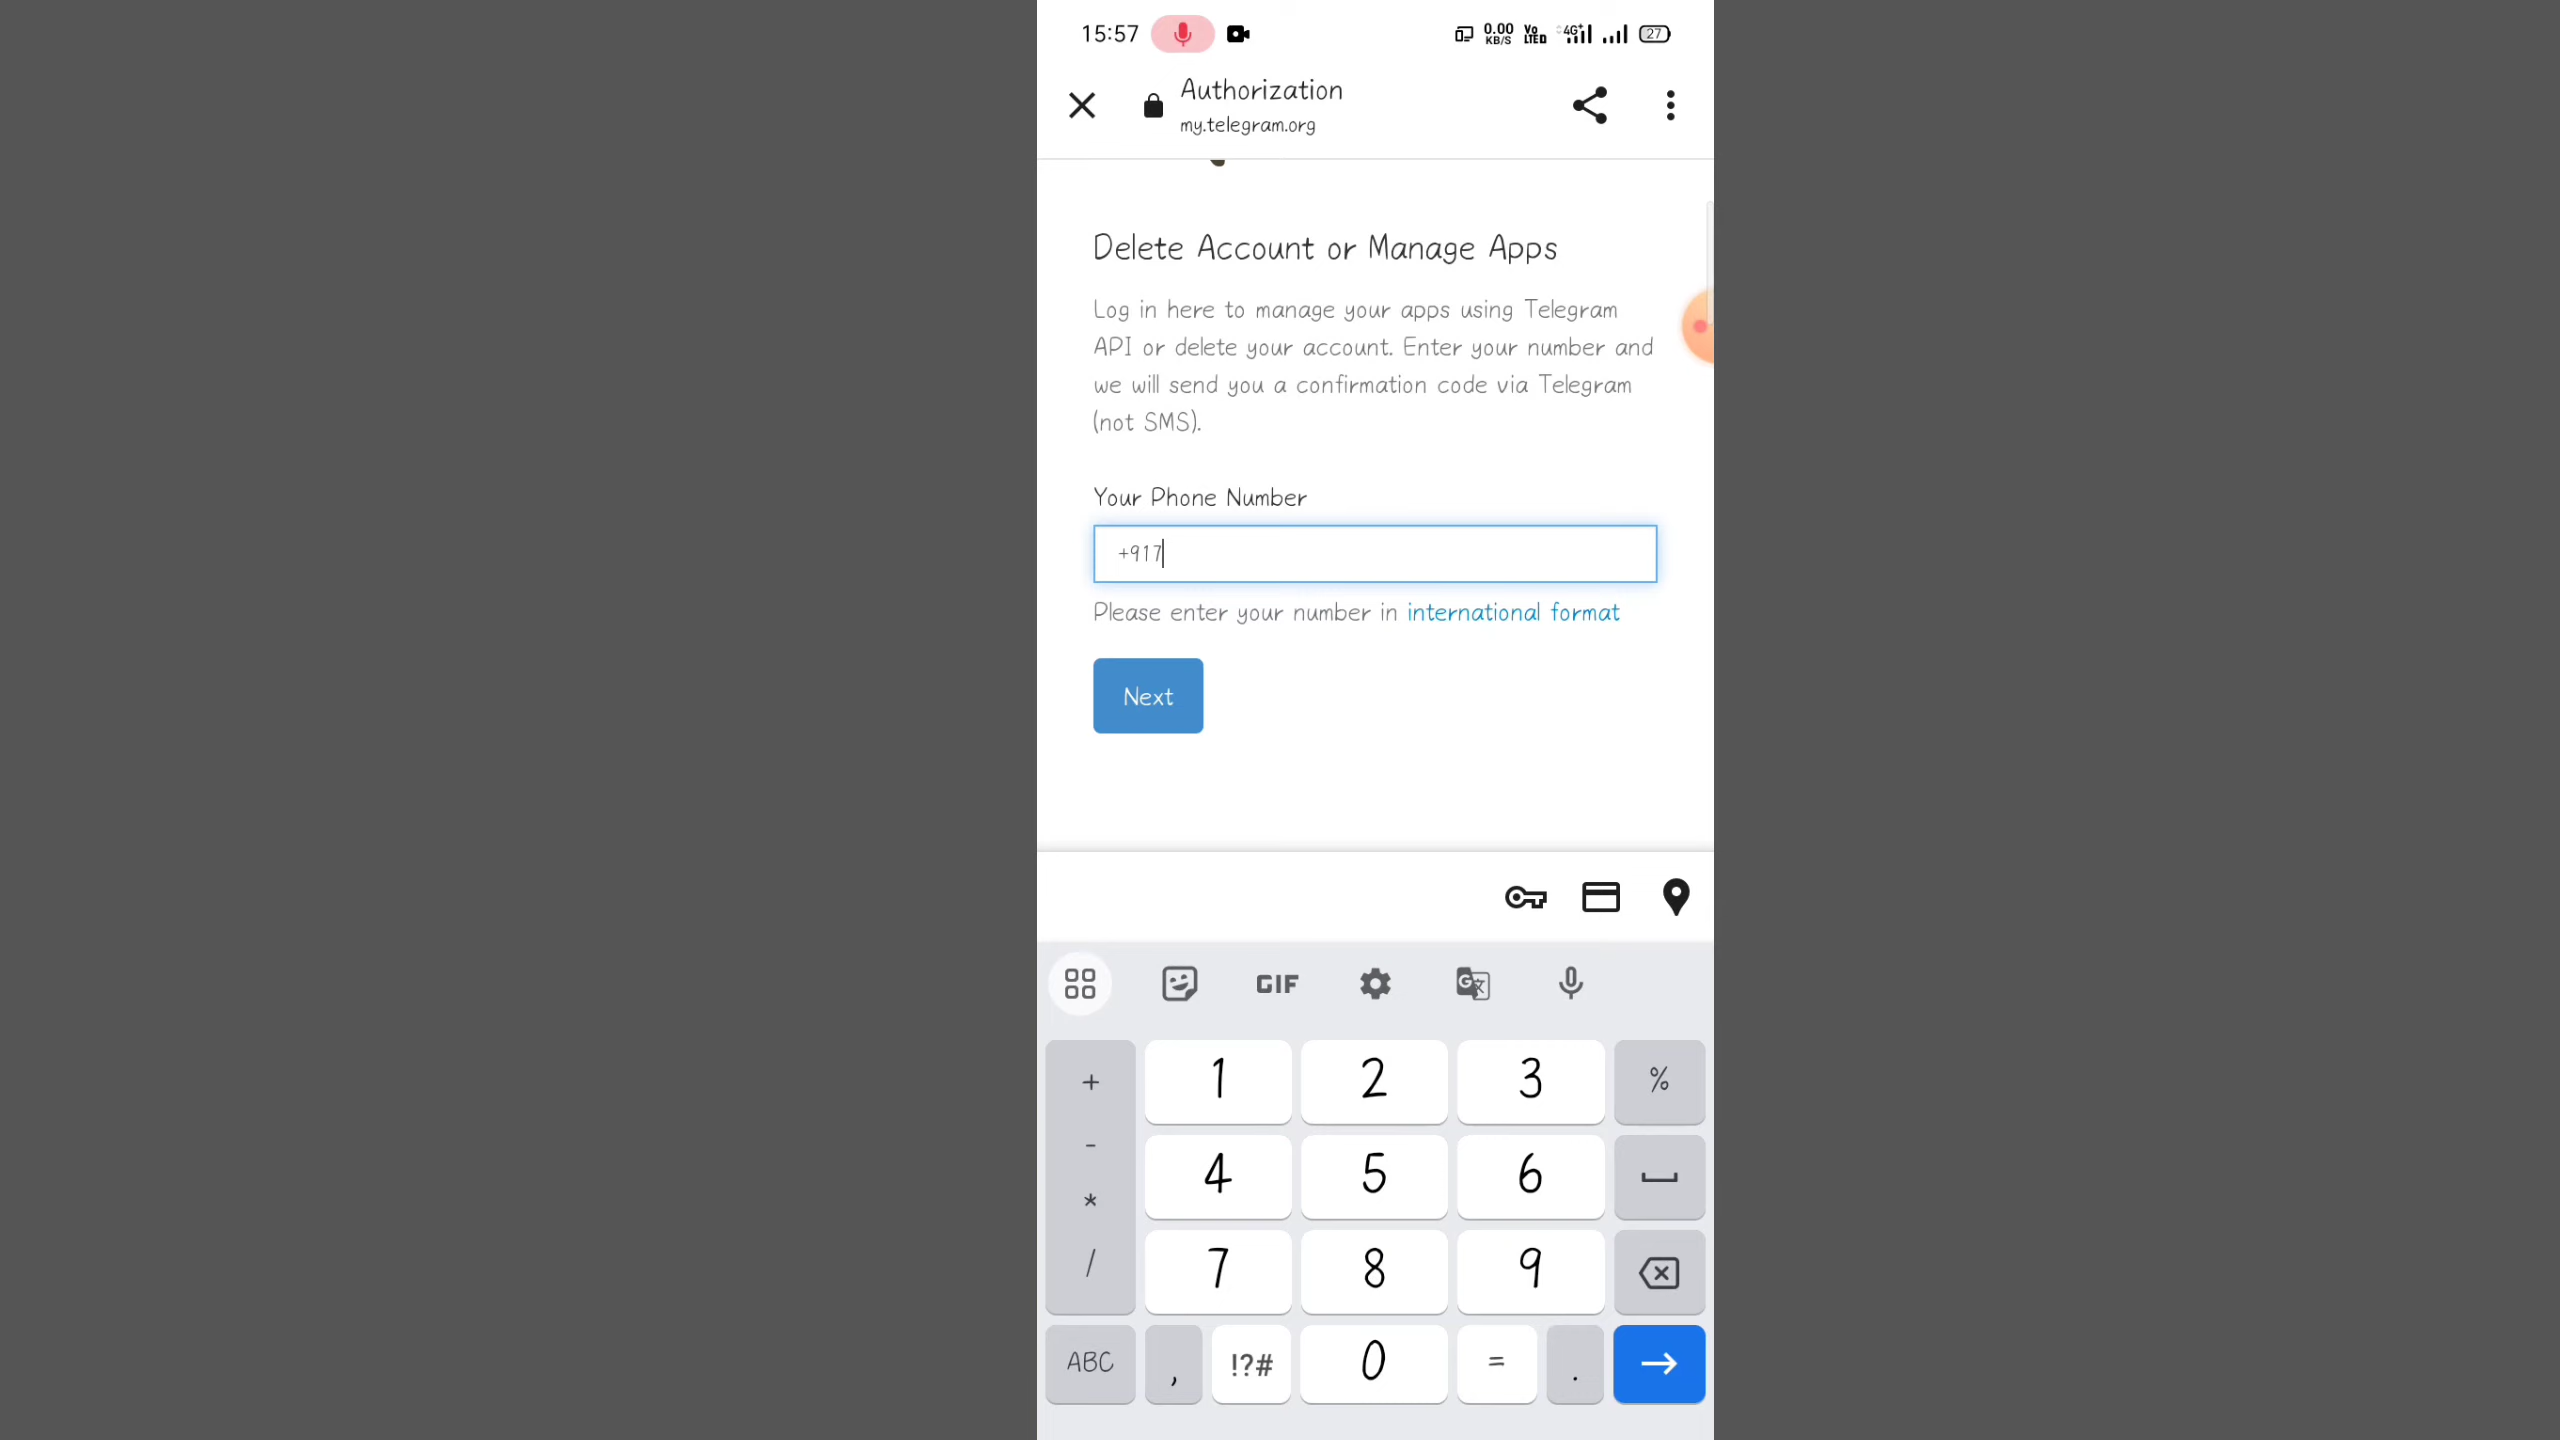 15:57
0.00 KB/S
Vo LTE
4G+
27
Authorization
my.telegram.org
Delete Account or Manage Apps
Log in here to manage your apps using Telegram
API or delete your account. Enter your number and
we will send you a confirmation code via Telegram
(not SMS).
Your Phone Number
+917
Please enter your number in international format
Next
GIF
+ 1 2 3 %
- 4 5 6
*
/ 7 8 9
ABC , !?# 0 = .